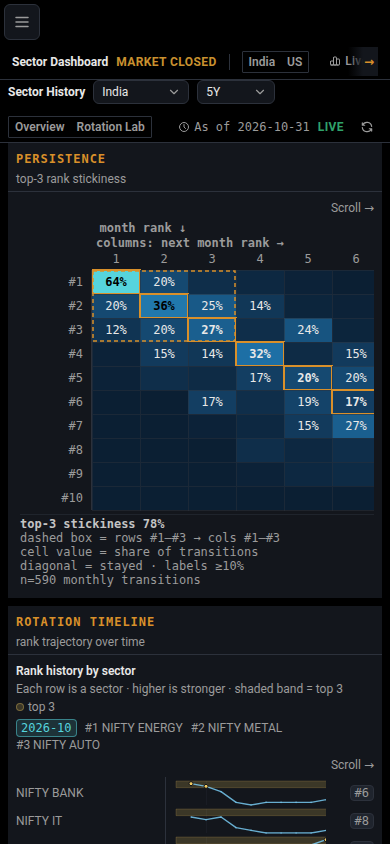 Sector Dashboard MARKET CLOSED India US Liv →
Sector History India 5Y
Overview Rotation Lab As of 2026-10-31 LIVE
PERSISTENCE
top-3 rank stickiness
Scroll →
month rank ↓
columns: next month rank →
1 2 3 4 5 6
#1 64% 20%
#2 20% 36% 25% 14%
#3 12% 20% 27% 24%
#4 15% 14% 32% 15%
#5 17% 20% 20%
#6 17% 19% 17%
#7 15% 27%
#8
#9
#10
top-3 stickiness 78%
dashed box = rows #1–#3 → cols #1–#3
cell value = share of transitions
diagonal = stayed · labels ≥10%
n=590 monthly transitions
ROTATION TIMELINE
rank trajectory over time
Rank history by sector
Each row is a sector · higher is stronger · shaded band = top 3
top 3
2026-10 #1 NIFTY ENERGY #2 NIFTY METAL
#3 NIFTY AUTO
Scroll →
NIFTY BANK #6
NIFTY IT #8